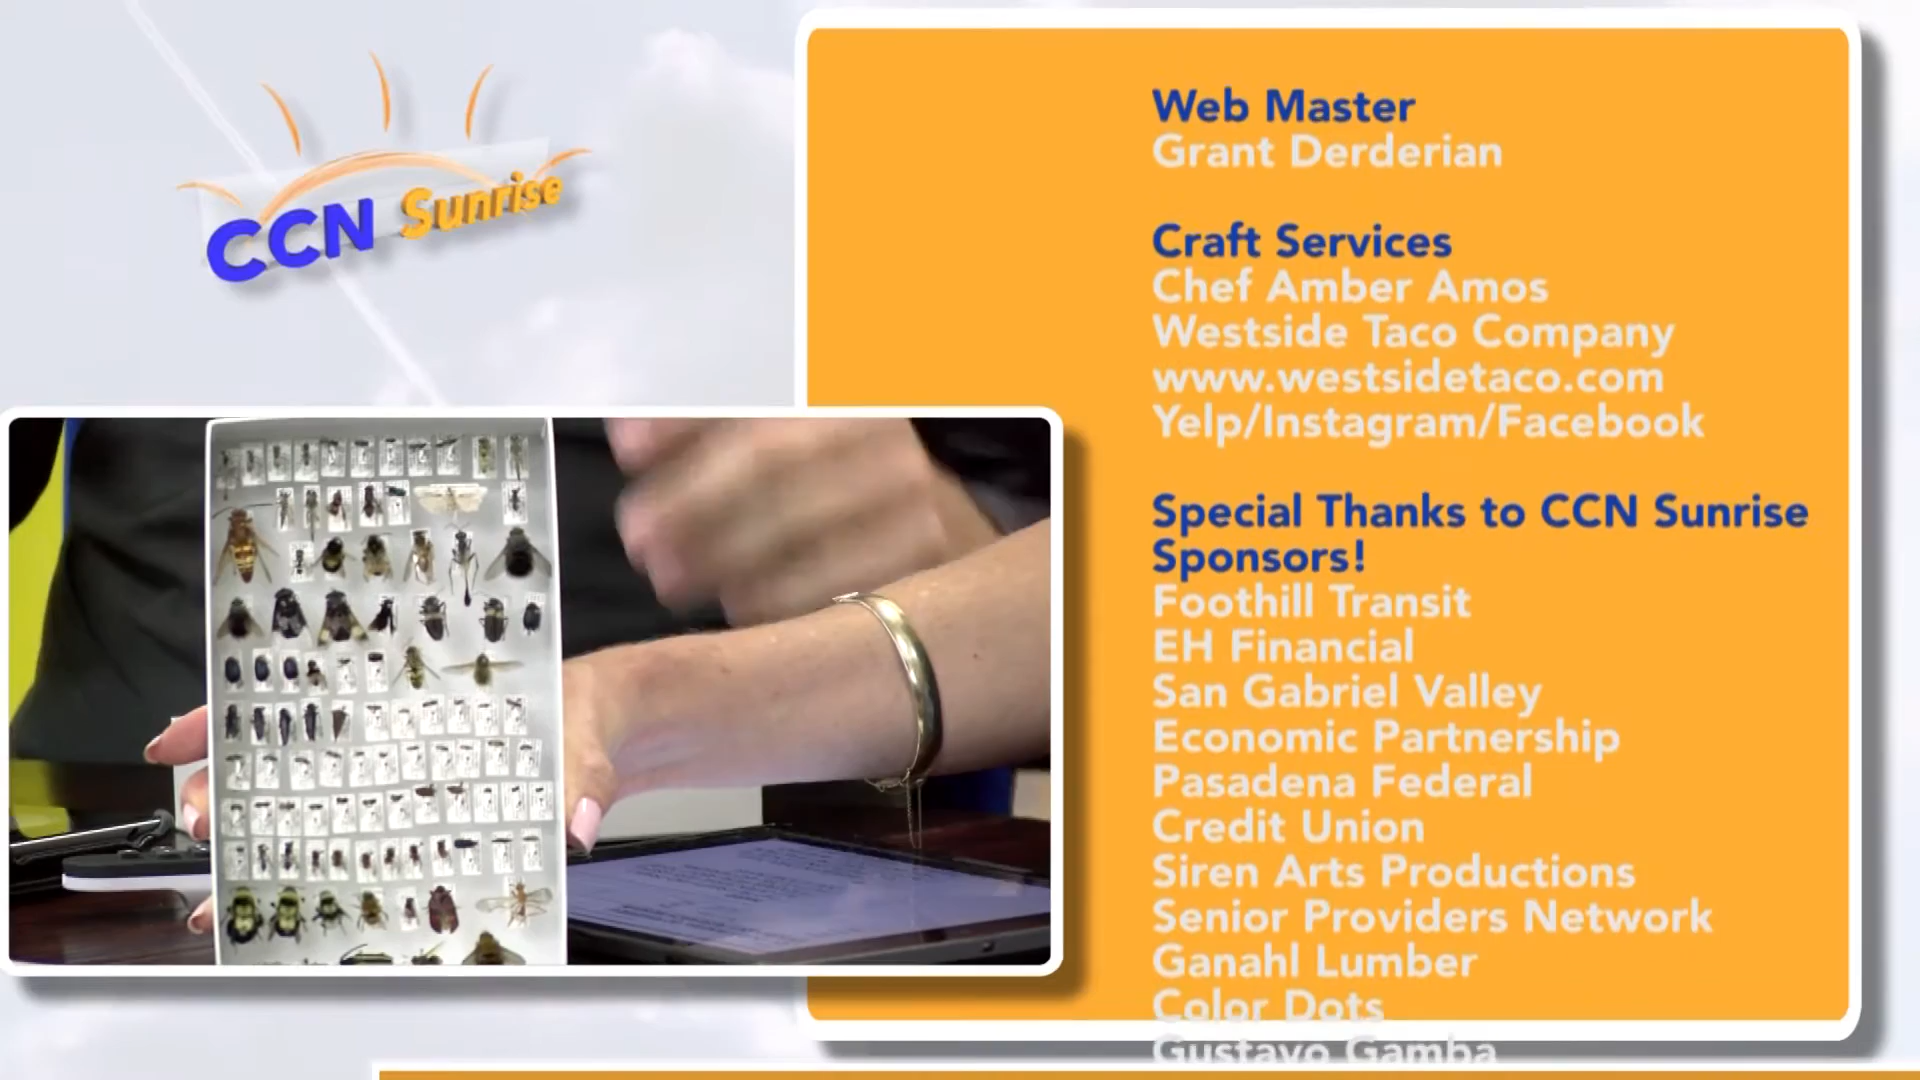 CCN Sunrise
Web Master
Grant Derderian
Craft Services
Chef Amber Amos
Westside Taco Company
www.westsidetaco.com
Yelp/Instagram/Facebook
Special Thanks to CCN Sunrise
Sponsors!
Foothill Transit
EH Financial
San Gabriel Valley
Economic Partnership
Pasadena Federal
Credit Union
Siren Arts Productions
Senior Providers Network
Ganahl Lumber
Color Dots
Gustavo Gamba